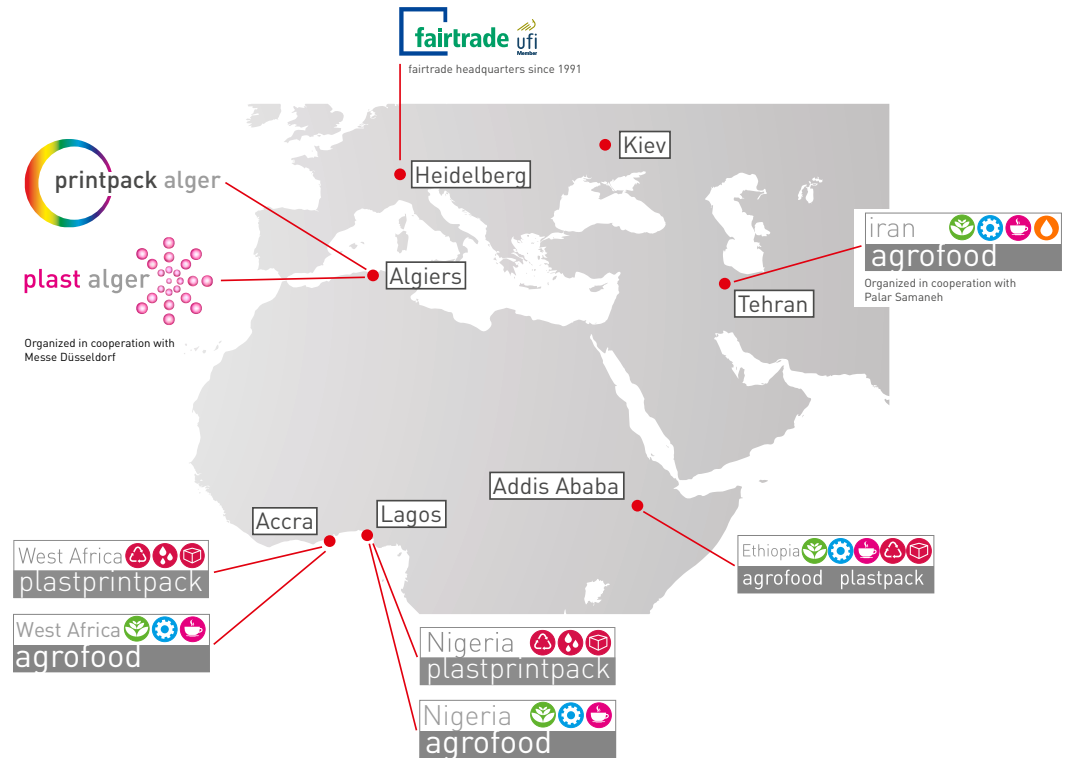 fairtrade
ufi
Member
fairtrade headquarters since 1991
Kiev
Heidelberg
printpack alger
iran
agrofood
Organized in cooperation with
Palar Samaneh
Algiers
plast alger
Tehran
Organized in cooperation with
Messe Düsseldorf
Addis Ababa
Lagos
Accra
West Africa
plastprintpack
Ethiopia
agrofood plastpack
West Africa
agrofood
Nigeria
plastprintpack
Nigeria
agrofood